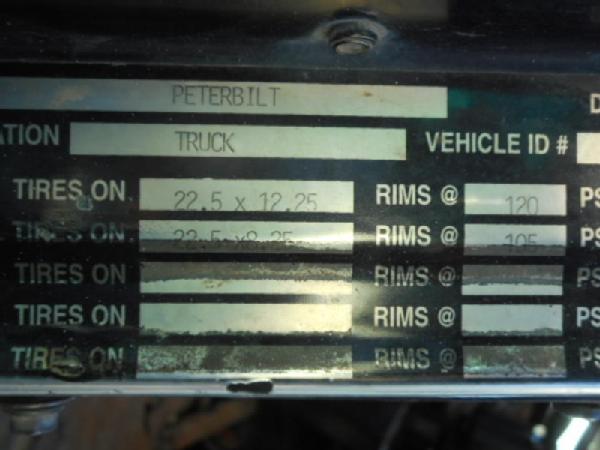 PETERBILT D
ATION TRUCK VEHICLE ID #
TIRES ON 22.5 x 12.25 RIMS @ 120 PS
TIRES ON 22.5 x8.25 RIMS @ 105 PS
TIRES ON RIMS @ PS
TIRES ON RIMS @ PS
TIRES ON RIMS @ PS